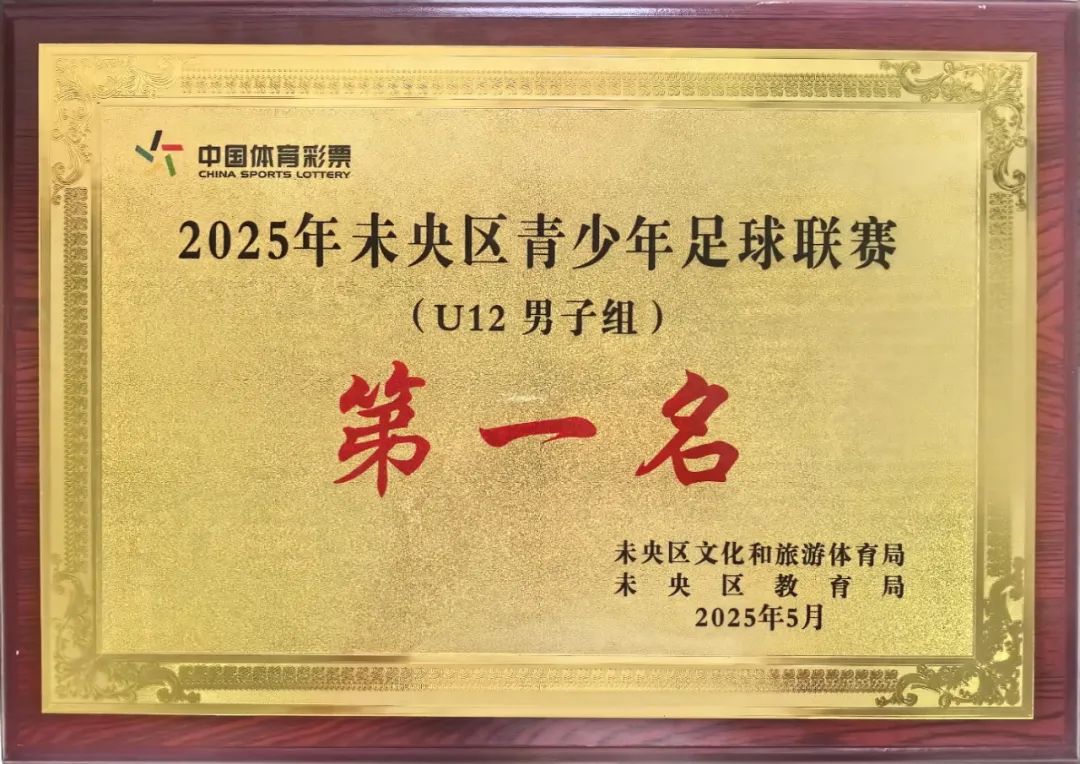 中国体育彩票
CHINA SPORTS LOTTERY
2025年未央区青少年足球联赛
（U12 男子组）
第一名
未央区文化和旅游体育局
未央区教育局
2025年5月